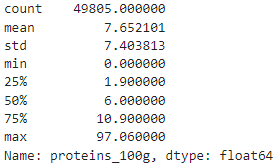 count    49805.000000
mean         7.652101
std          7.403813
min          0.000000
25%          1.900000
50%          6.000000
75%         10.900000
max         97.060000
Name: proteins_100g, dtype: float64